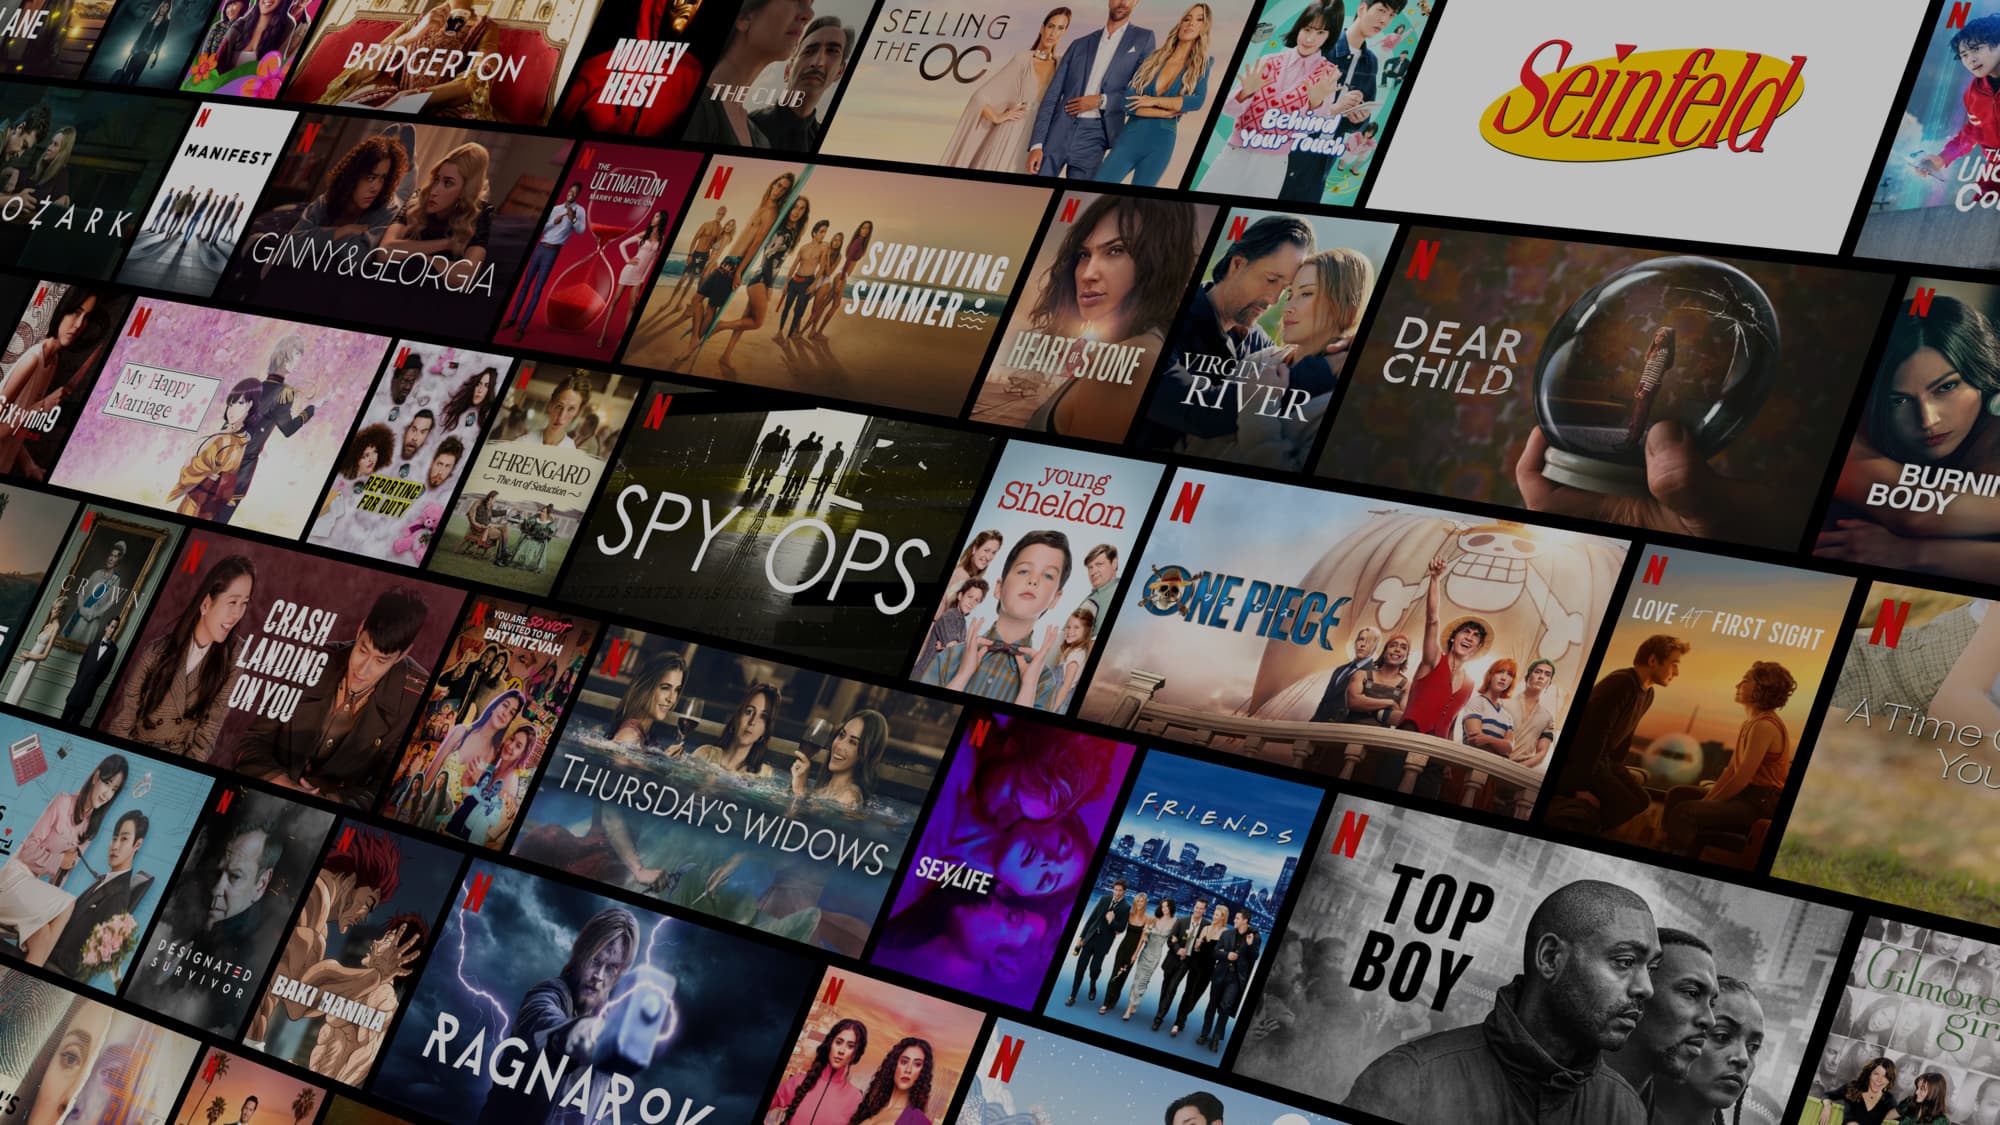 ANE
BRIDGERTON
MONEY
HEIST
THE CLUB
SELLING
THE OC
Behind
Your Touch
Seinfeld
N
OZARK
N
MANIFEST
N
GINNY&GEORGIA
N
THE
ULTIMATUM
MARRY OR MOVE ON
N
SURVIVING
SUMMER
N
HEART OF STONE
N
VIRGIN
RIVER
N
DEAR
CHILD
N
BURNIN
BODY
N
N
My Happy
Marriage
N
REPORTING
FOR DUTY
N
EHRENGARD
The Art of Seduction
N
SPY OPS
young
Sheldon
N
ONE PIECE
N
LOVE AT FIRST SIGHT
N
A Time
You
N
CROWN
N
CRASH
LANDING
ON YOU
N
YOU ARE SO NOT
INVITED TO MY
BAT MITZVAH
N
THURSDAY'S WIDOWS
N
SEX/LIFE
F·R·I·E·N·D·S
N
TOP
BOY
Gilmore
gir
N
DESIGNATED
SURVIVOR
N
BAKI HANMA
N
RAGNAROK
N
N
N